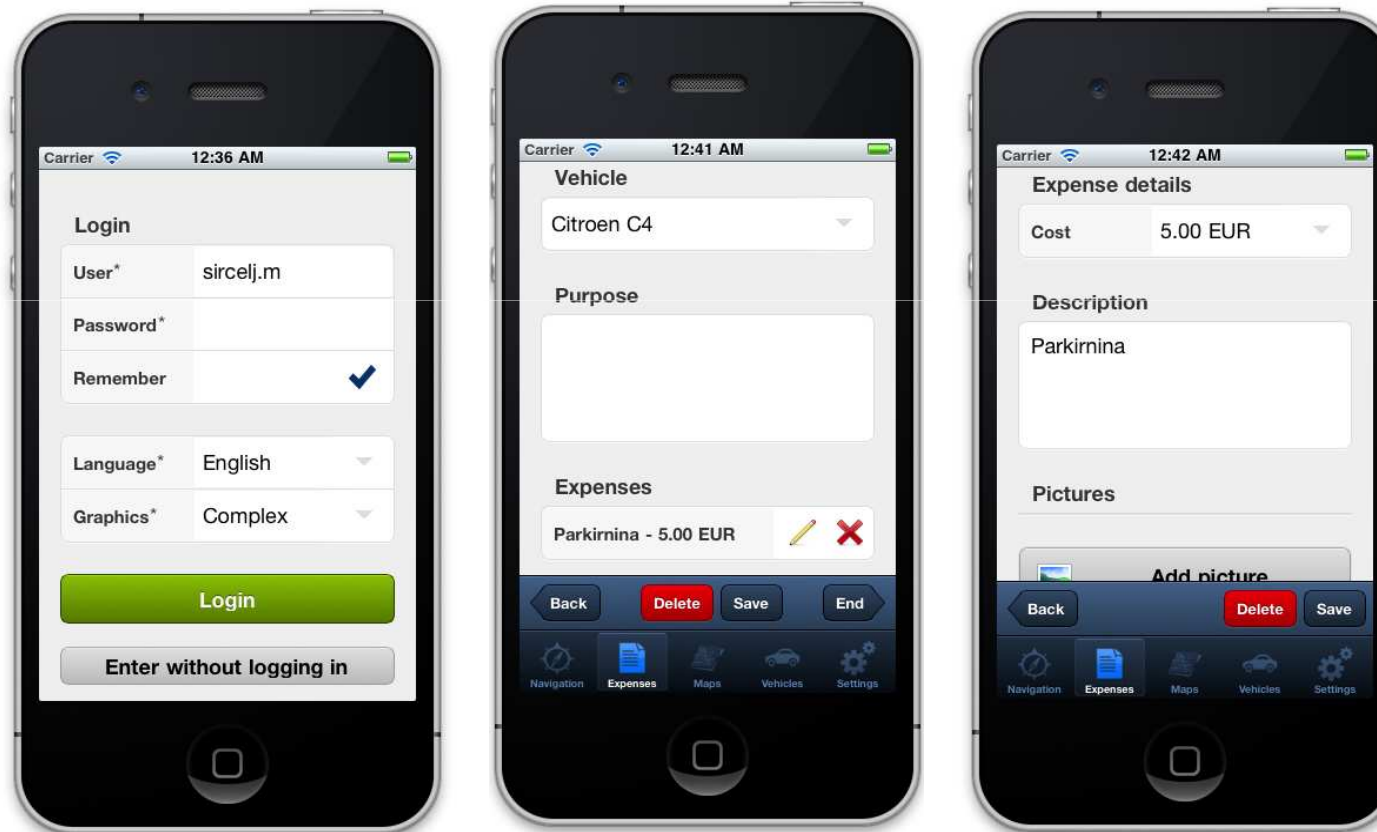 Carrier 12:36 AM
Login
User* sircelj.m
Password*
Remember
Language* English
Graphics* Complex
Login
Enter without logging in
Carrier 12:41 AM
Vehicle
Citroen C4
Purpose
Expenses
Parkirnina - 5.00 EUR
Back Delete Save End
Navigation Expenses Maps Vehicles Settings
Carrier 12:42 AM
Expense details
Cost 5.00 EUR
Description
Parkirnina
Pictures
Add picture
Back Delete Save
Navigation Expenses Maps Vehicles Settings